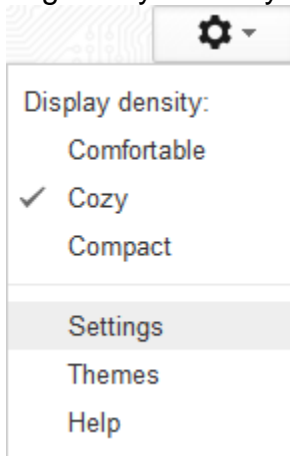 Display density:
Comfortable
Cozy
Compact
Settings
Themes
Help